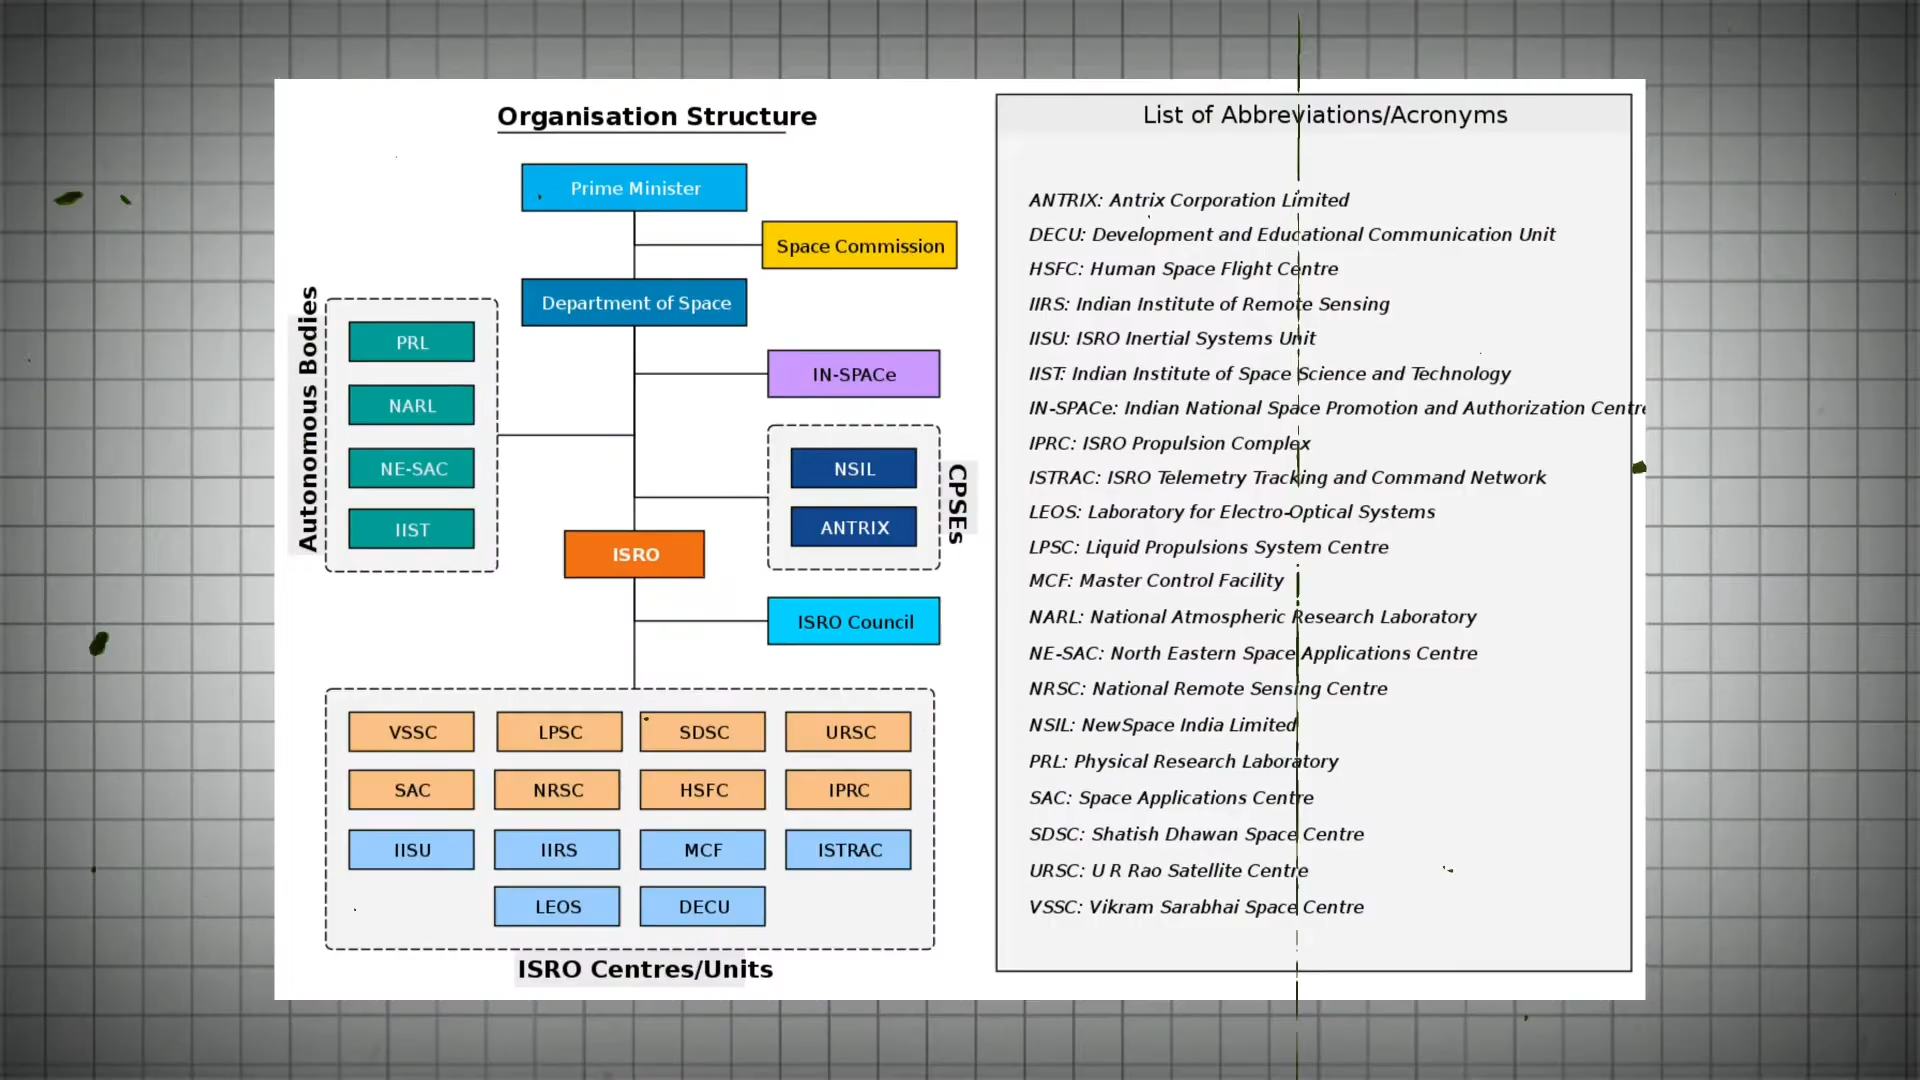 Organisation Structure
Prime Minister
Space Commission
Department of Space
Autonomous Bodies
PRL
NARL
NE-SAC
IIST
IN-SPACe
NSIL
ANTRIX
CPSEs
ISRO
ISRO Council
VSSC LPSC SDSC URSC
SAC NRSC HSFC IPRC
IISU IIRS MCF ISTRAC
LEOS DECU
ISRO Centres/Units
List of Abbreviations/Acronyms
ANTRIX: Antrix Corporation Limited
DECU: Development and Educational Communication Unit
HSFC: Human Space Flight Centre
IIRS: Indian Institute of Remote Sensing
IISU: ISRO Inertial Systems Unit
IIST: Indian Institute of Space Science and Technology
IN-SPACe: Indian National Space Promotion and Authorization Centre
IPRC: ISRO Propulsion Complex
ISTRAC: ISRO Telemetry Tracking and Command Network
LEOS: Laboratory for Electro-Optical Systems
LPSC: Liquid Propulsions System Centre
MCF: Master Control Facility
NARL: National Atmospheric Research Laboratory
NE-SAC: North Eastern Space Applications Centre
NRSC: National Remote Sensing Centre
NSIL: NewSpace India Limited
PRL: Physical Research Laboratory
SAC: Space Applications Centre
SDSC: Shatish Dhawan Space Centre
URSC: U R Rao Satellite Centre
VSSC: Vikram Sarabhai Space Centre